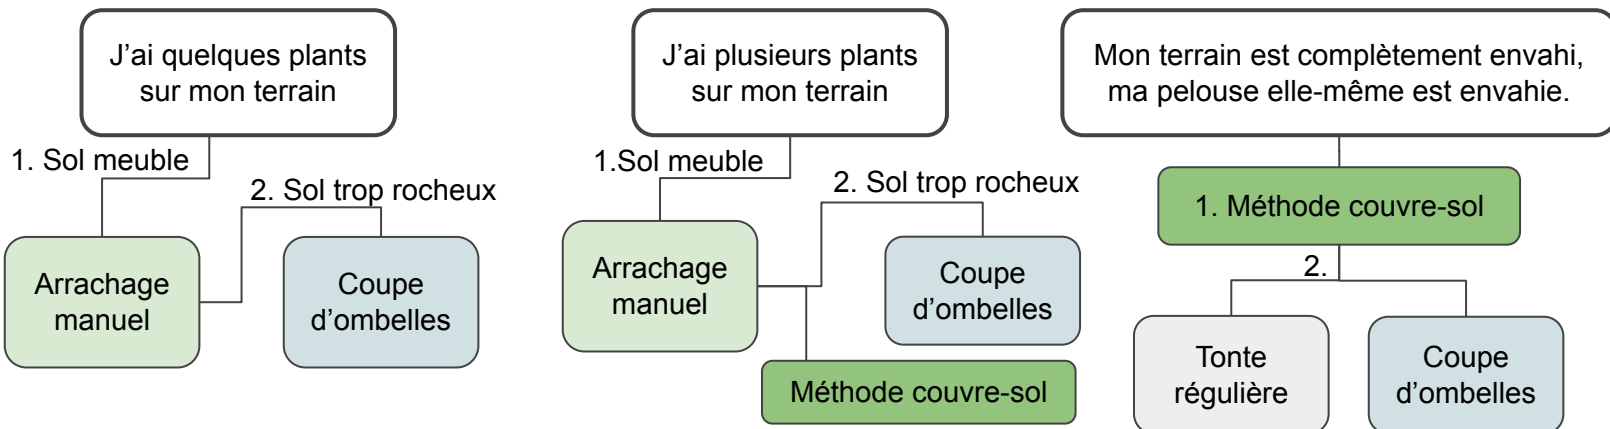 J’ai quelques plants
sur mon terrain
1. Sol meuble
2. Sol trop rocheux
Arrachage
manuel
Coupe
d’ombelles
J’ai plusieurs plants
sur mon terrain
1.Sol meuble
2. Sol trop rocheux
Arrachage
manuel
Coupe
d’ombelles
Méthode couvre-sol
Mon terrain est complètement envahi,
ma pelouse elle-même est envahie.
1. Méthode couvre-sol
2.
Tonte
régulière
Coupe
d’ombelles